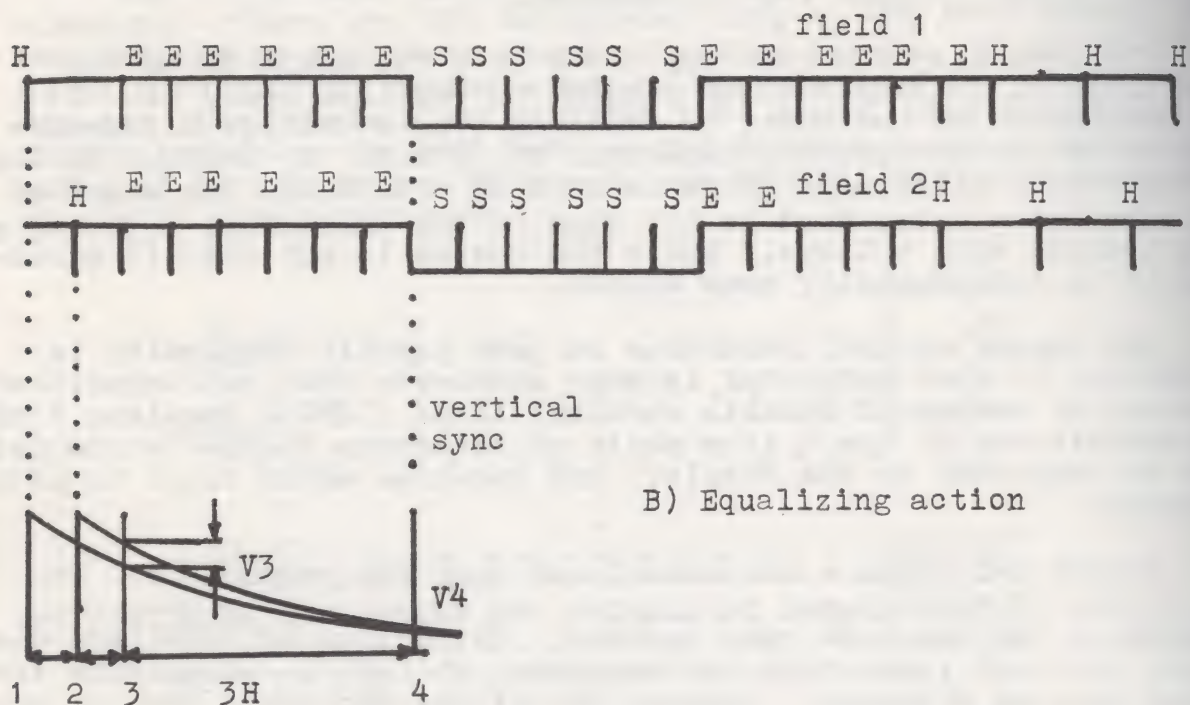 field 1
H E E E E E E S S S S S S E E E E E E H H H
E E E E E E S S S S S S E E field 2 H H H
H
vertical
sync
B) Equalizing action
V3
V4
1 2 3 3H 4